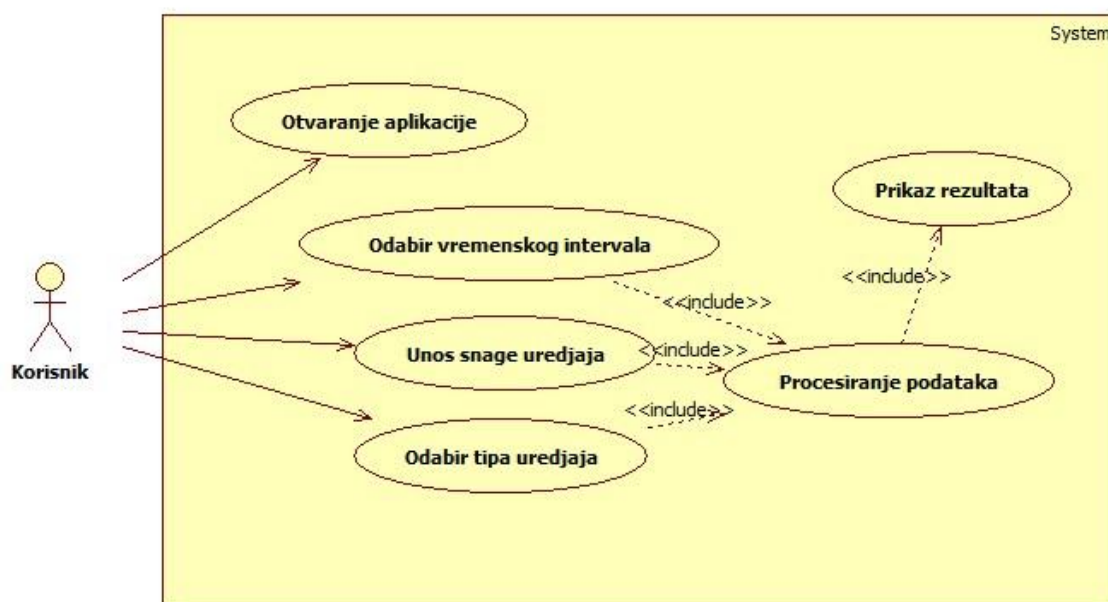 System
Otvaranje aplikacije
Prikaz rezultata
Odabir vremenskog intervala
<<include>>
<<include>>
Unos snage uredjaja
<<include>>
Korisnik
Procesiranje podataka
<<include>>
Odabir tipa uredjaja